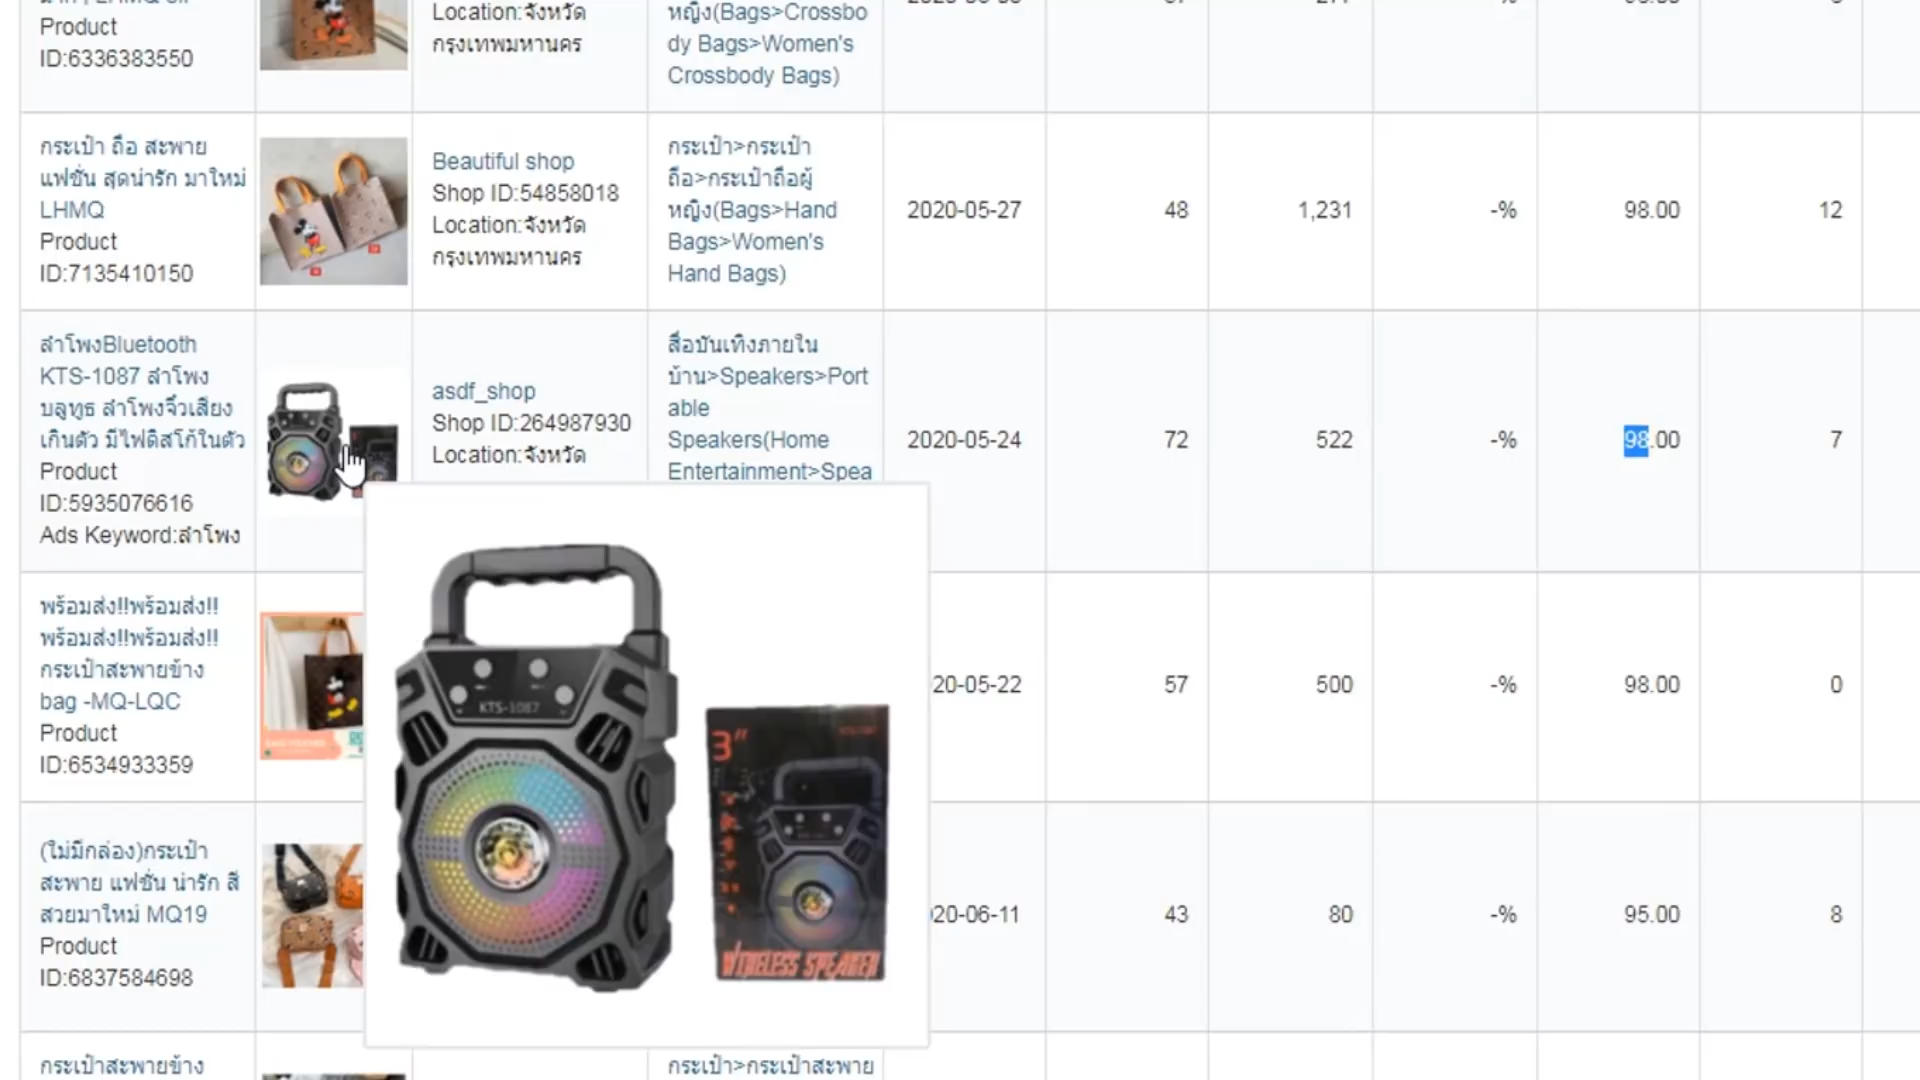 Product
ID:6336383550
Location:จังหวัด
กรุงเทพมหานคร
หญิง(Bags>Crossbo
dy Bags>Women's
Crossbody Bags)
กระเป๋า ถือ สะพาย
แฟชั่น สุดน่ารัก มาใหม่
LHMQ
Product
ID:7135410150
Beautiful shop
Shop ID:54858018
Location:จังหวัด
กรุงเทพมหานคร
กระเป๋า>กระเป๋า
ถือ>กระเป๋าถือผู้
หญิง(Bags>Hand
Bags>Women's
Hand Bags)
2020-05-27
48
1,231
-%
98.00
12
ลำโพงBluetooth
KTS-1087 ลำโพง
บลูทูธ ลำโพงจิ๋วเสียง
เกินตัว มีไฟดิสโก้ในตัว
Product
ID:5935076616
Ads Keyword:ลำโพง
asdf_shop
Shop ID:264987930
Location:จังหวัด
สื่อบันเทิงภายใน
บ้าน>Speakers>Port
able
Speakers(Home
Entertainment>Spea
2020-05-24
72
522
-%
98.00
7
KTS-1087
3"
WIRELESS SPEAKER
พร้อมส่ง!!พร้อมส่ง!!
พร้อมส่ง!!พร้อมส่ง!!
กระเป๋าสะพายข้าง
bag -MQ-LQC
Product
ID:6534933359
20-05-22
57
500
-%
98.00
0
(ไม่มีกล่อง)กระเป๋า
สะพาย แฟชั่น น่ารัก สี
สวยมาใหม่ MQ19
Product
ID:6837584698
20-06-11
43
80
-%
95.00
8
กระเป๋าสะพายข้าง
กระเป๋า>กระเป๋าสะพาย